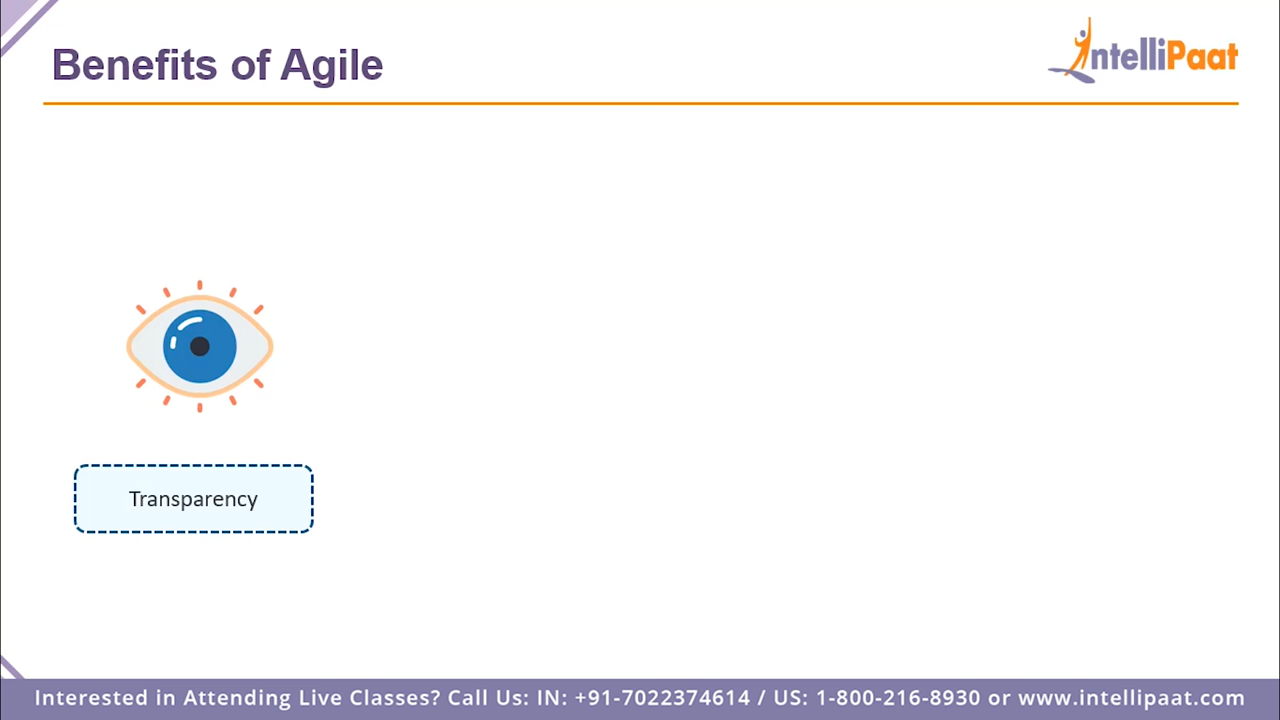 Benefits of Agile
IntelliPaat
Transparency
Interested in Attending Live Classes? Call Us: IN: +91-7022374614 / US: 1-800-216-8930 or www.intellipaat.com